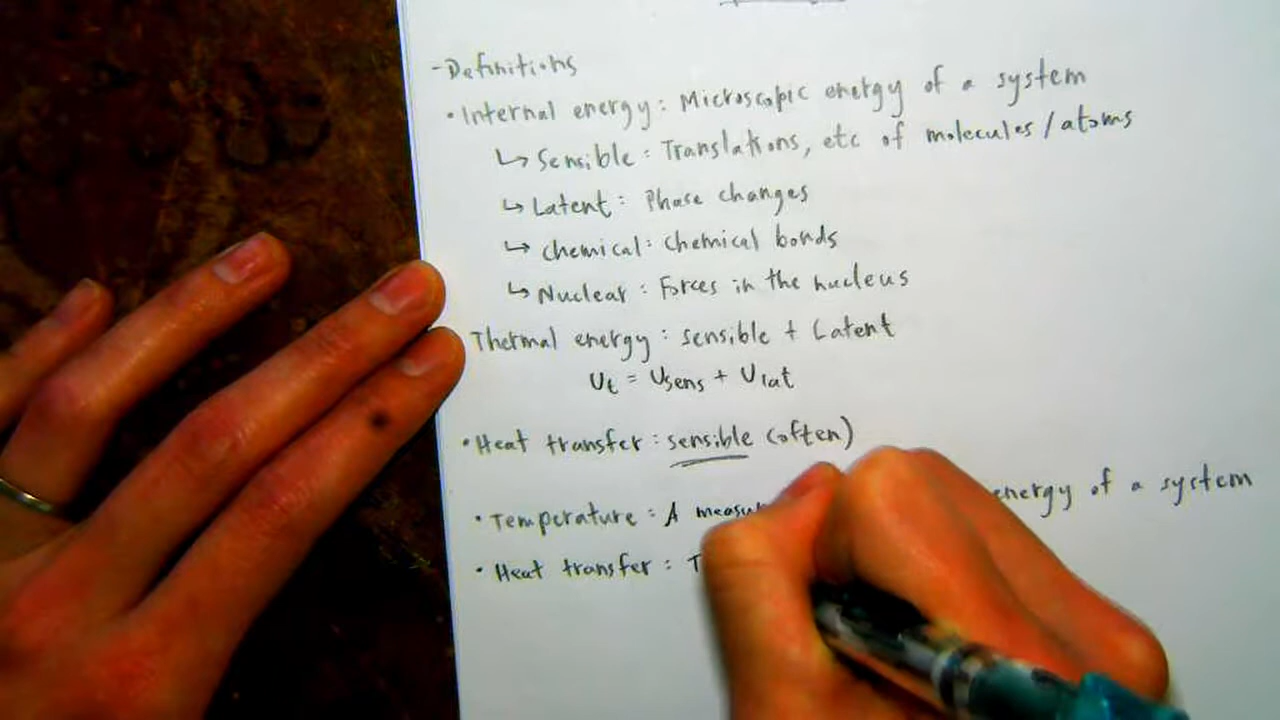 - Definitions
• Internal energy: Microscopic energy of a system
↳ Sensible: Translations, etc of molecules/atoms
↳ Latent: Phase changes
↳ Chemical: Chemical bonds
↳ Nuclear: Forces in the nucleus
Thermal energy: sensible + Latent
Ut = Usens + Ulat
• Heat transfer: sensible (often)
• Temperature: A energy of a system
• Heat transfer: